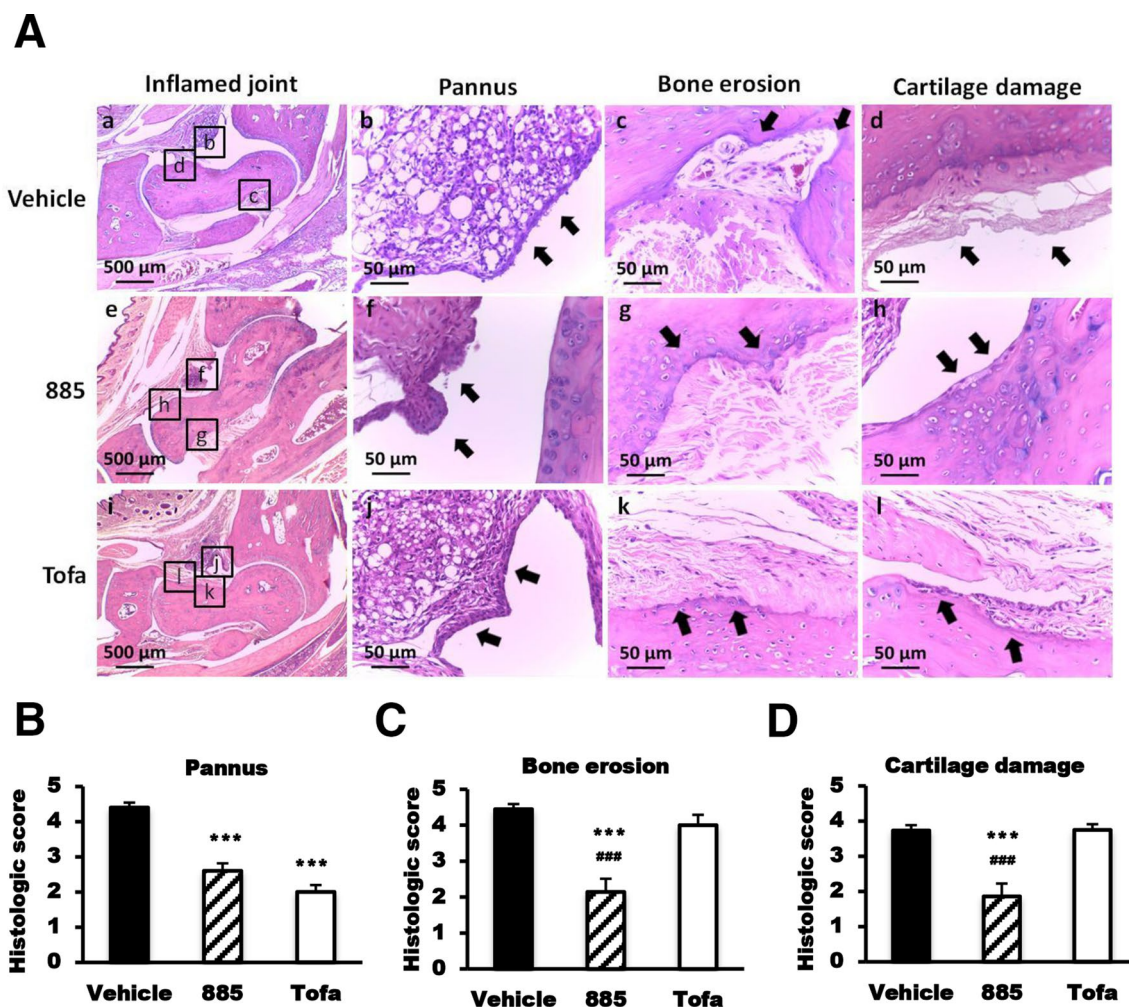 A
Inflamed joint Pannus Bone erosion Cartilage damage
Vehicle
a b c d
b
d
c
500 µm 50 µm 50 µm 50 µm
885
e f g h
f
h
g
500 µm 50 µm 50 µm 50 µm
Tofa
i j k l
j
l
k
500 µm 50 µm 50 µm 50 µm
B
Pannus
Histologic score
5
4
3
2
1
0
***
***
Vehicle 885 Tofa
C
Bone erosion
Histologic score
5
4
3
2
1
0
***
###
Vehicle 885 Tofa
D
Cartilage damage
Histologic score
5
4
3
2
1
0
***
###
Vehicle 885 Tofa